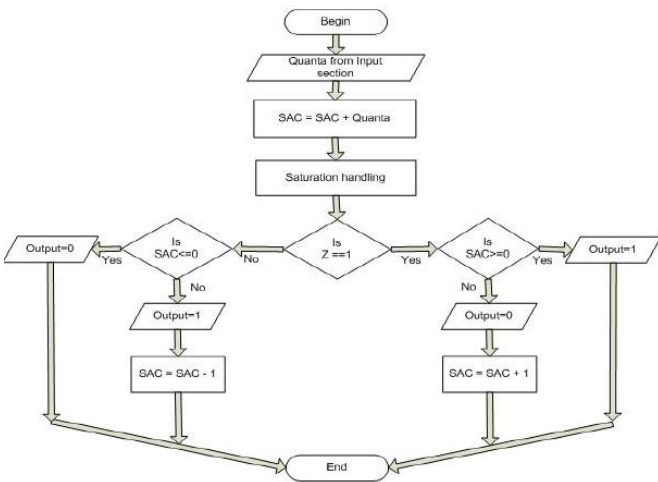 Begin
Quanta from Input
section
SAC = SAC + Quanta
Saturation handling
Output=0
Yes
Is
SAC<=0
No
Is
Z ==1
Yes
Is
SAC>=0
Yes
Output=1
No
No
Output=1
Output=0
SAC = SAC - 1
SAC = SAC + 1
End